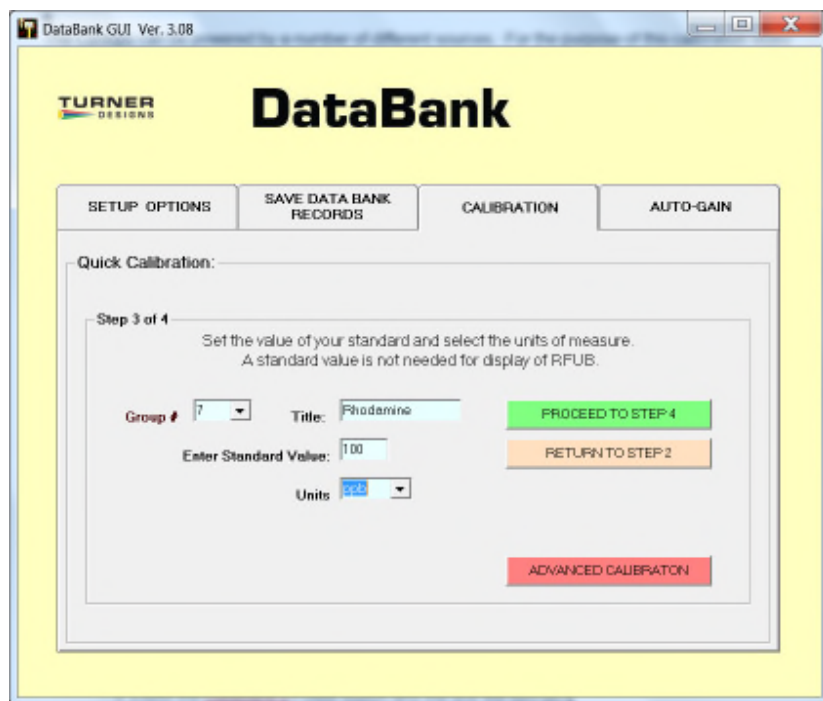 DataBank GUI Ver. 3.08
TURNER
DESIGNS
DataBank
SETUP OPTIONS
SAVE DATA BANK
RECORDS
CALIBRATION
AUTO-GAIN
Quick Calibration:
Step 3 of 4
Set the value of your standard and select the units of measure.
A standard value is not needed for display of RFUB.
Group # 7 Title: Rhodamine
PROCEED TO STEP 4
Enter Standard Value: 100
RETURN TO STEP 2
Units ppb
ADVANCED CALIBRATON